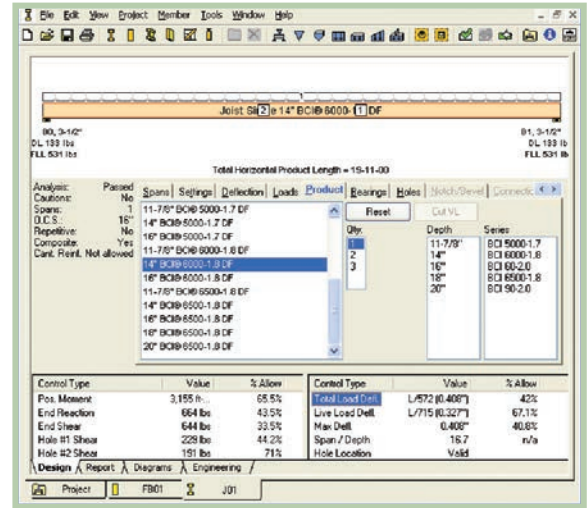 File Edit View Project Member Tools Window Help
1
Joist Si 2 e 14" BCI® 6000- 1 DF
B0, 3-1/2"
DL 133 lbs
FLL 531 lbs
B1, 3-1/2"
DL 133 lb
FLL 531 lb
Total Horizontal Product Length = 19-11-00
Analysis: Passed
Cautions: No
Spans: 1
O.C.S.: 16"
Repetitive: No
Composite: Yes
Cant. Reinf. Not allowed
Spans Settings Deflection Loads Product Bearings Holes Notch/Bevel Connectic
11-7/8" BCI® 5000-1.7 DF
14" BCI® 5000-1.7 DF
16" BCI® 5000-1.7 DF
11-7/8" BCI® 6000-1.8 DF
14" BCI® 6000-1.8 DF
16" BCI® 6000-1.8 DF
11-7/8" BCI® 6500-1.8 DF
14" BCI® 6500-1.8 DF
16" BCI® 6500-1.8 DF
18" BCI® 6500-1.8 DF
20" BCI® 6500-1.8 DF
Reset Cut VL
Qty.
1
2
3
Depth
11-7/8"
14"
16"
18"
20"
Series
BCI 5000-1.7
BCI 6000-1.8
BCI 60-2.0
BCI 6500-1.8
BCI 90-2.0
Control Type Value % Allow
Pos. Moment 3,155 ft-... 65.5%
End Reaction 664 lbs 43.5%
End Shear 644 lbs 33.5%
Hole #1 Shear 229 lbs 44.2%
Hole #2 Shear 191 lbs 71%
Control Type Value % Allow
Total Load Defl. L/572 (0.408") 42%
Live Load Defl. L/715 (0.327") 67.1%
Max Defl. 0.408" 40.8%
Span / Depth 16.7 n/a
Hole Location Valid
Design Report Diagrams Engineering
Project FB01 J01